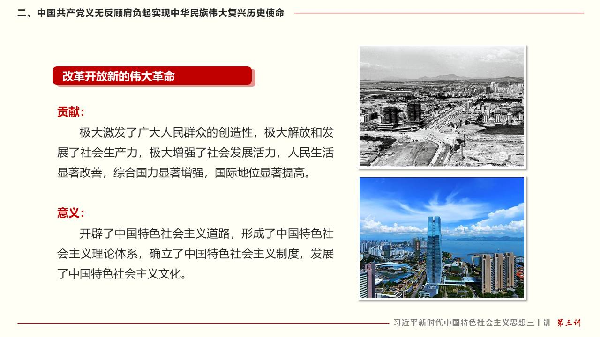 二、中国共产党义无反顾肩负起实现中华民族伟大复兴历史使命
改革开放新的伟大革命
贡献：
极大激发了广大人民群众的创造性，极大解放和发
展了社会生产力，极大增强了社会发展活力，人民生活
显著改善，综合国力显著增强，国际地位显著提高。
意义：
开辟了中国特色社会主义道路，形成了中国特色社
会主义理论体系，确立了中国特色社会主义制度，发展
了中国特色社会主义文化。
习近平新时代中国特色社会主义思想三十讲 第三讲